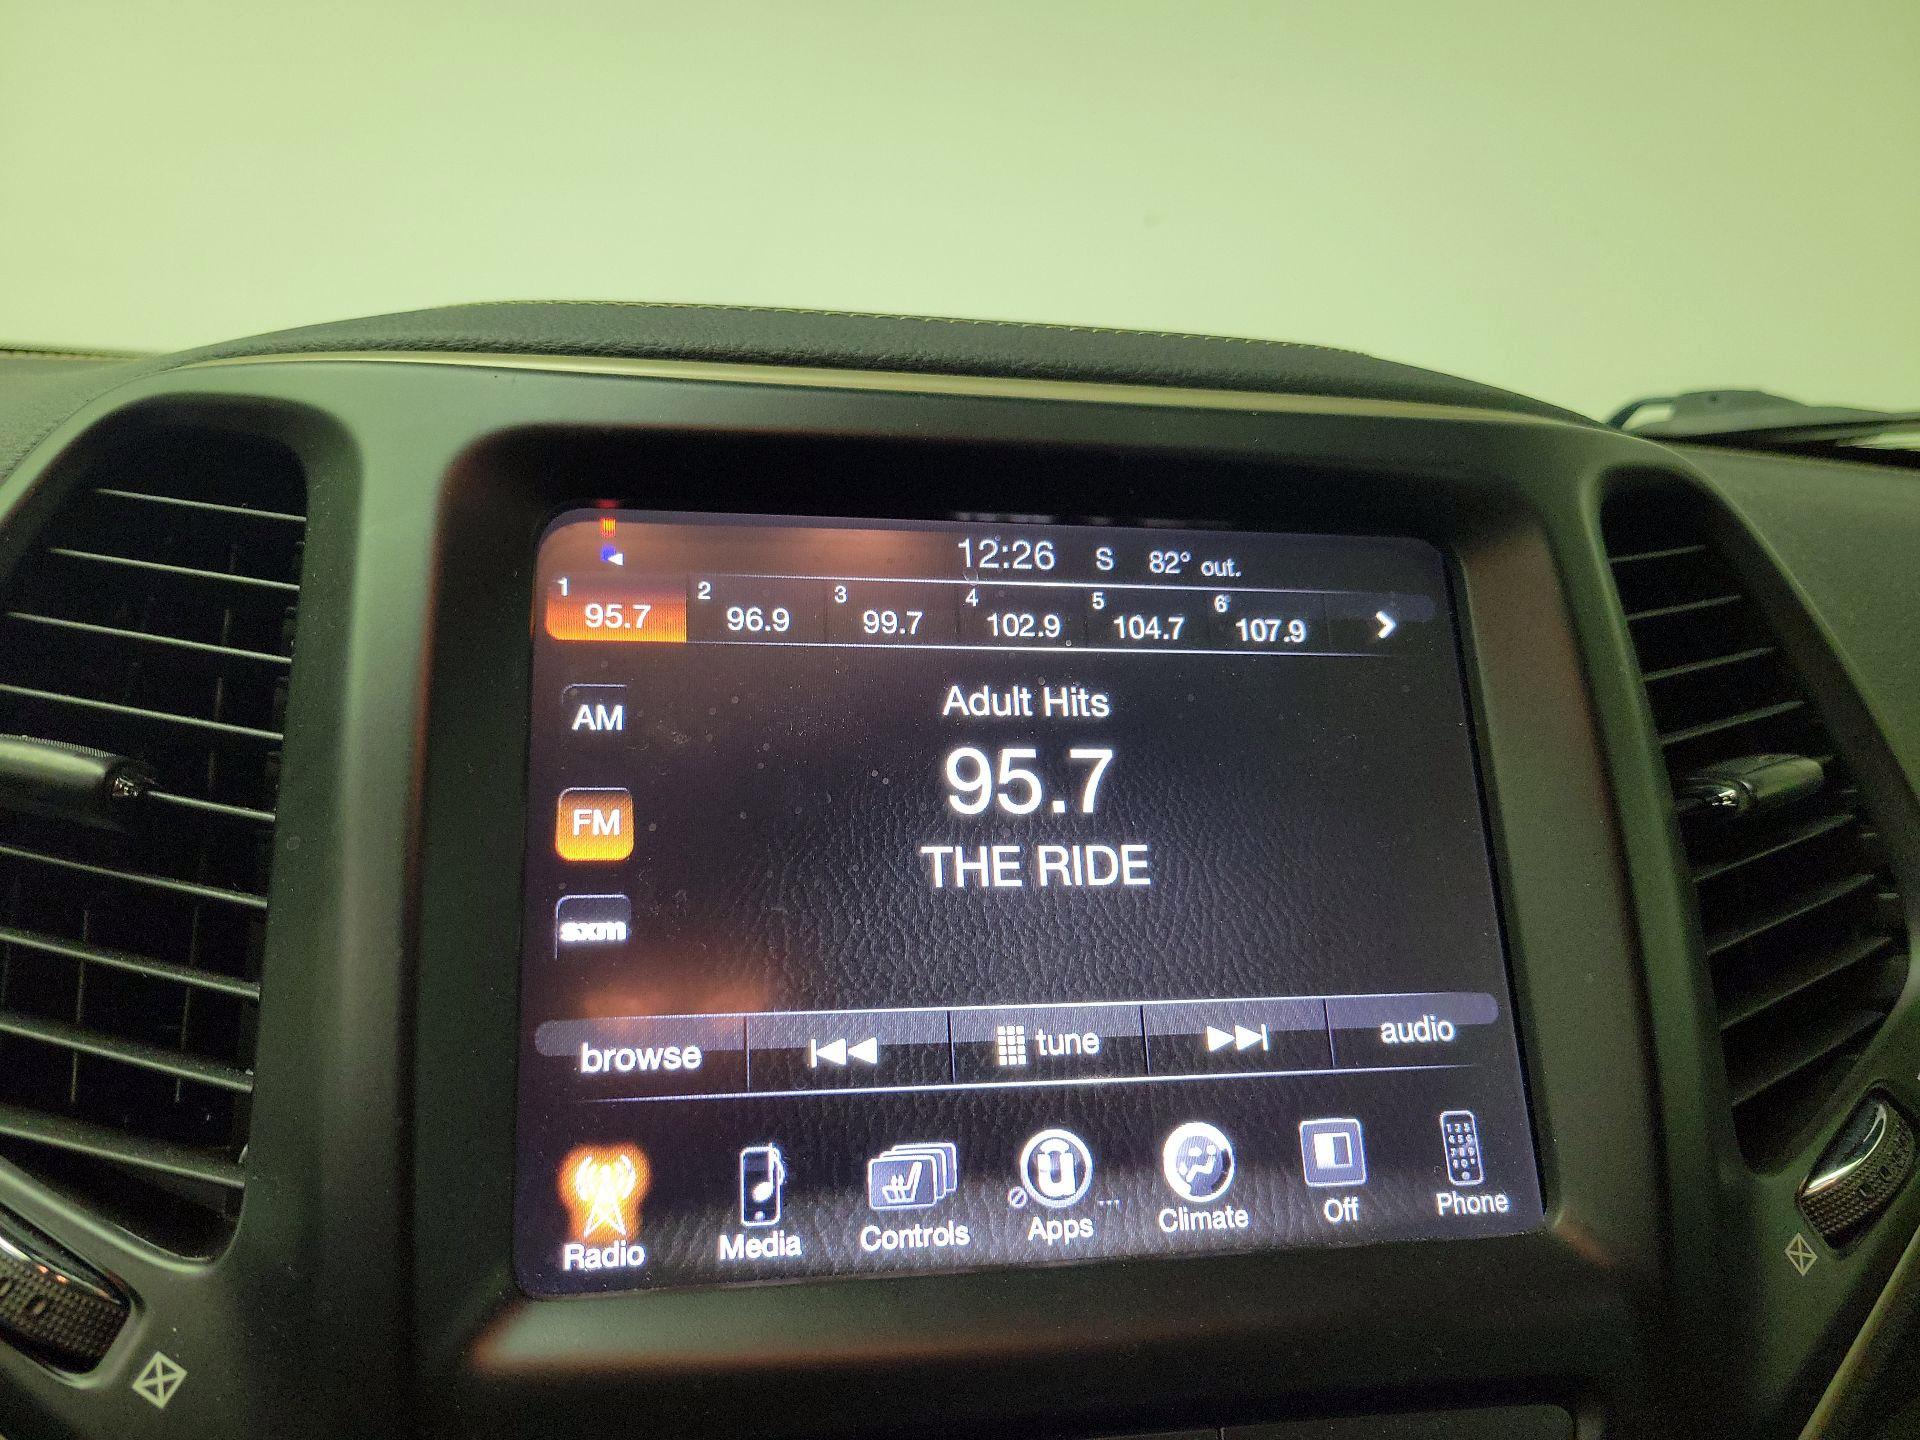 12:26 S 82° out.
1 95.7 2 96.9 3 99.7 4 102.9 5 104.7 6 107.9
AM
FM
sxm
Adult Hits
95.7
THE RIDE
browse tune audio
Radio Media Controls Apps Climate Off Phone